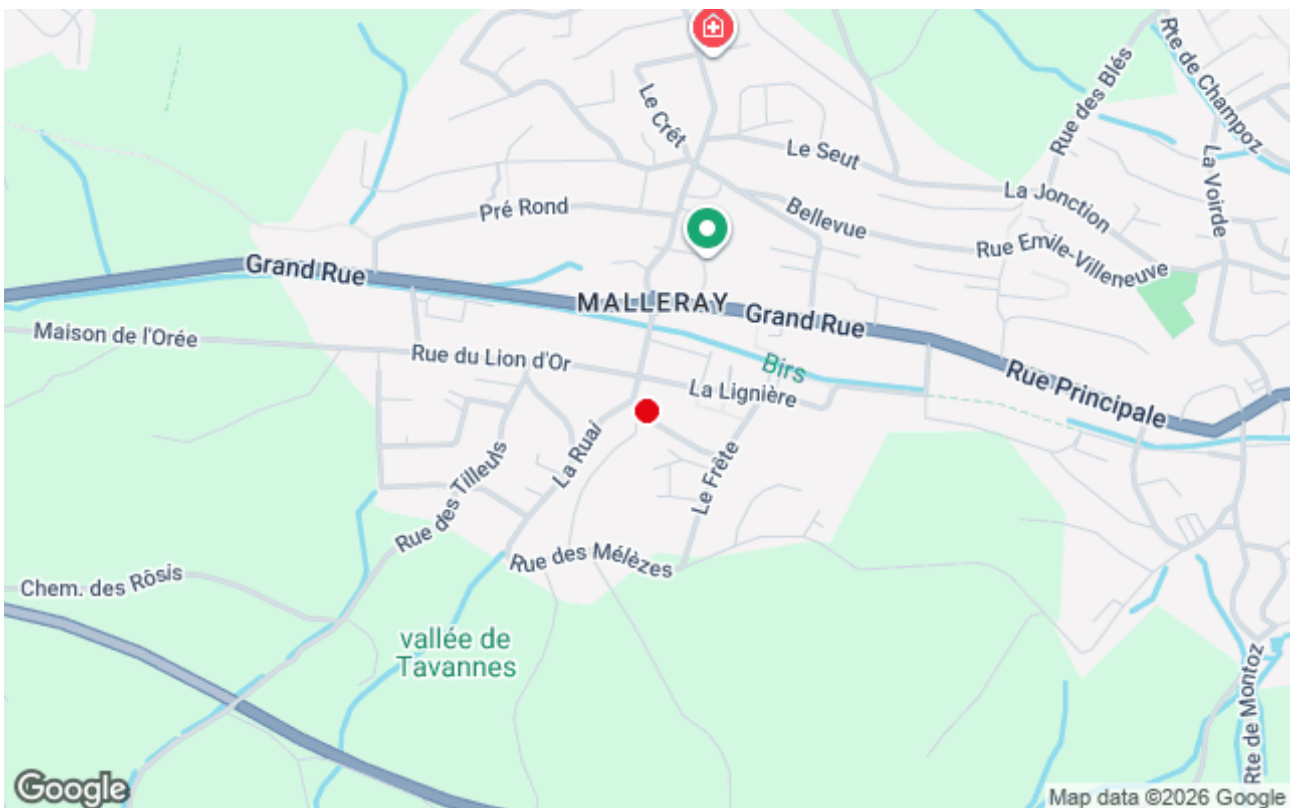 Rte de Champoz
Rue des Blés
Le Crêt
Le Seut
La Voirde
La Jonction
Pré Rond
Bellevue
Rue Emile-Villeneuve
Grand Rue
MALLERAY
Grand Rue
Maison de l'Orée
Rue du Lion d'Or
Birs
La Lignière
Rue Principale
La Ruai
Le Frête
Rue des Tilleuls
Rue des Mélèzes
Chem. des Rôsis
vallée de
Tavannes
Rte de Montoz
Google
Map data ©2026 Google